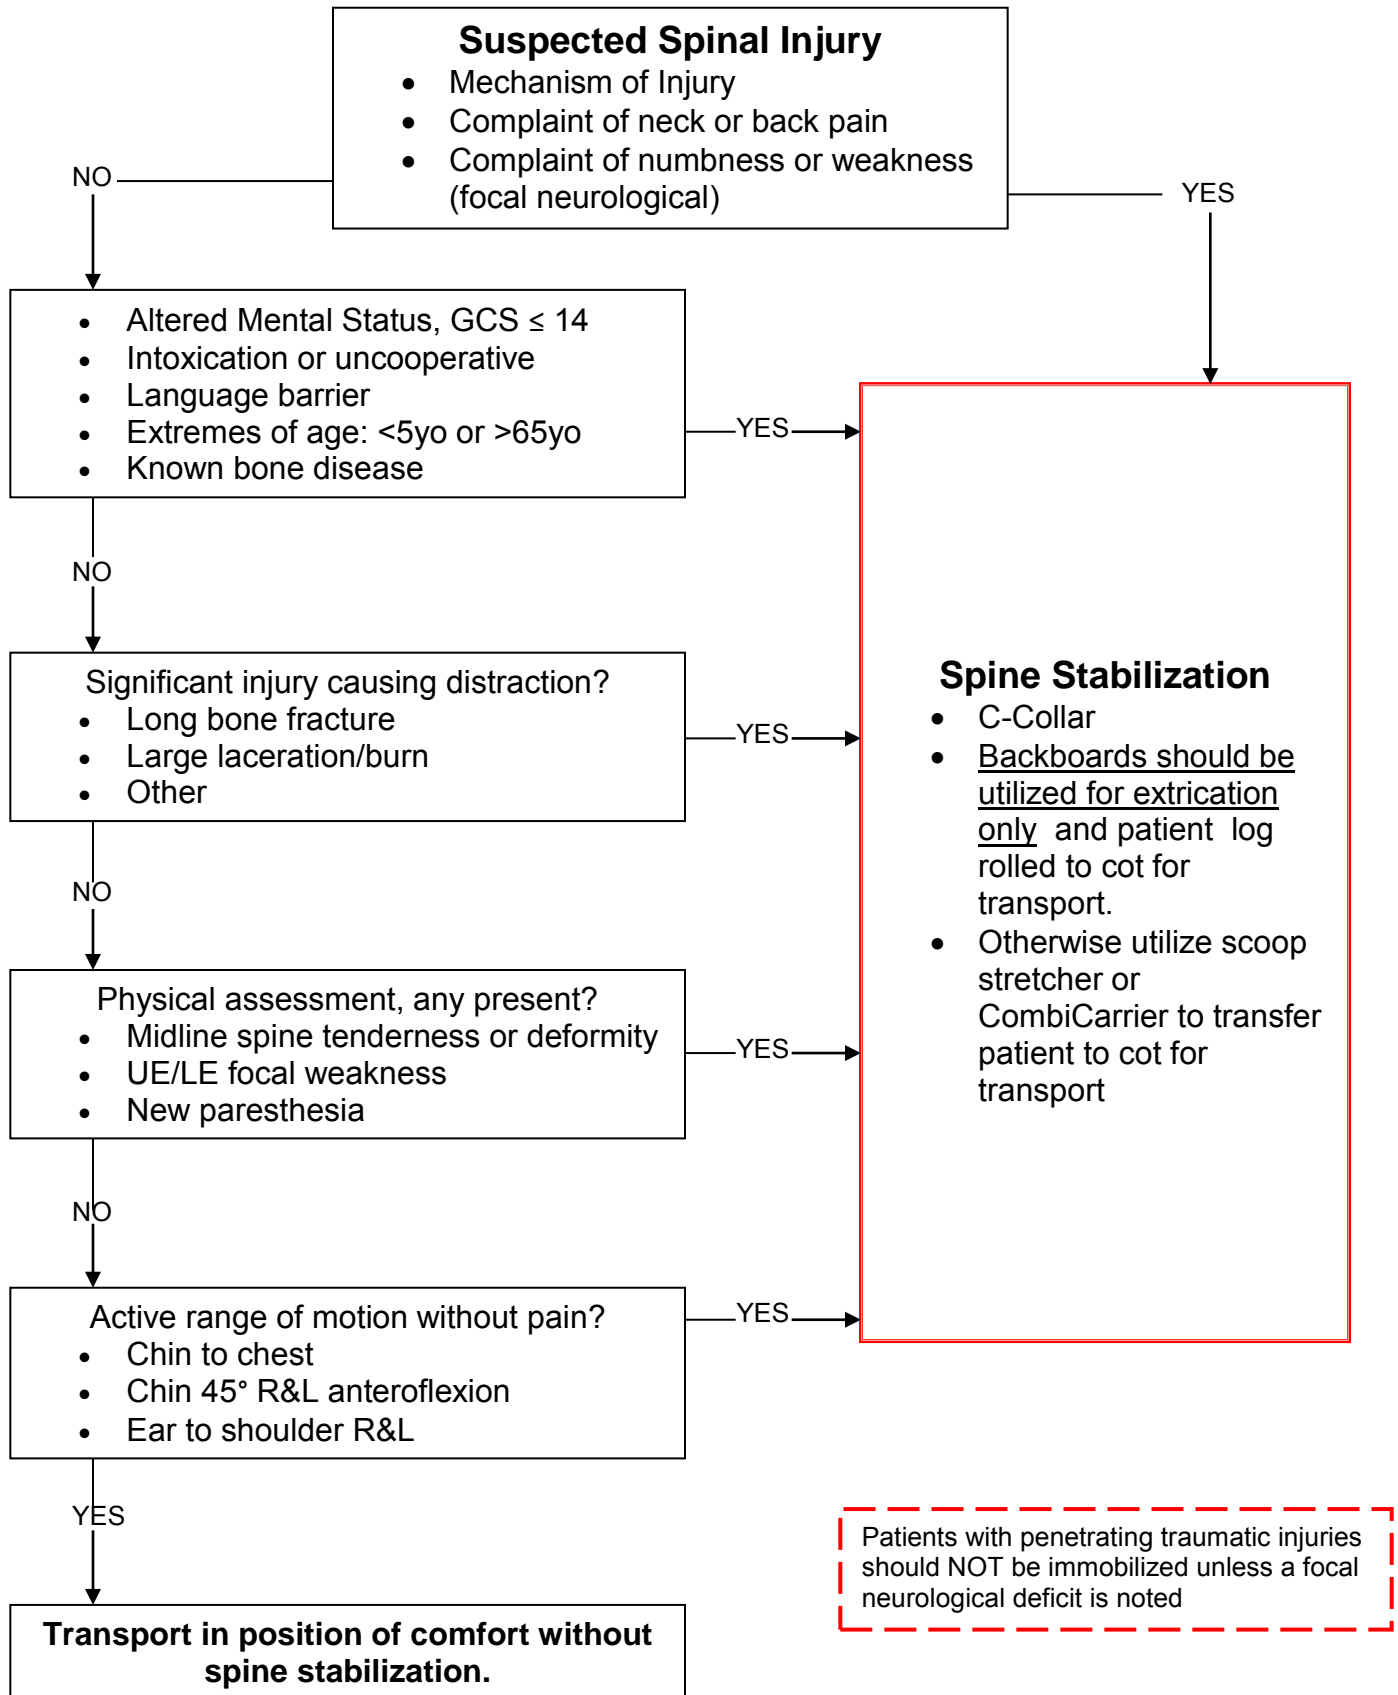 Suspected Spinal Injury
• Mechanism of Injury
• Complaint of neck or back pain
• Complaint of numbness or weakness
(focal neurological)
NO
YES
• Altered Mental Status, GCS ≤ 14
• Intoxication or uncooperative
• Language barrier
• Extremes of age: <5yo or >65yo
• Known bone disease
YES
NO
Significant injury causing distraction?
• Long bone fracture
• Large laceration/burn
• Other
YES
NO
Physical assessment, any present?
• Midline spine tenderness or deformity
• UE/LE focal weakness
• New paresthesia
YES
NO
Active range of motion without pain?
• Chin to chest
• Chin 45° R&L anteroflexion
• Ear to shoulder R&L
YES
YES
Transport in position of comfort without
spine stabilization.
Spine Stabilization
• C-Collar
• Backboards should be
utilized for extrication
only and patient log
rolled to cot for
transport.
• Otherwise utilize scoop
stretcher or
CombiCarrier to transfer
patient to cot for
transport
Patients with penetrating traumatic injuries
should NOT be immobilized unless a focal
neurological deficit is noted